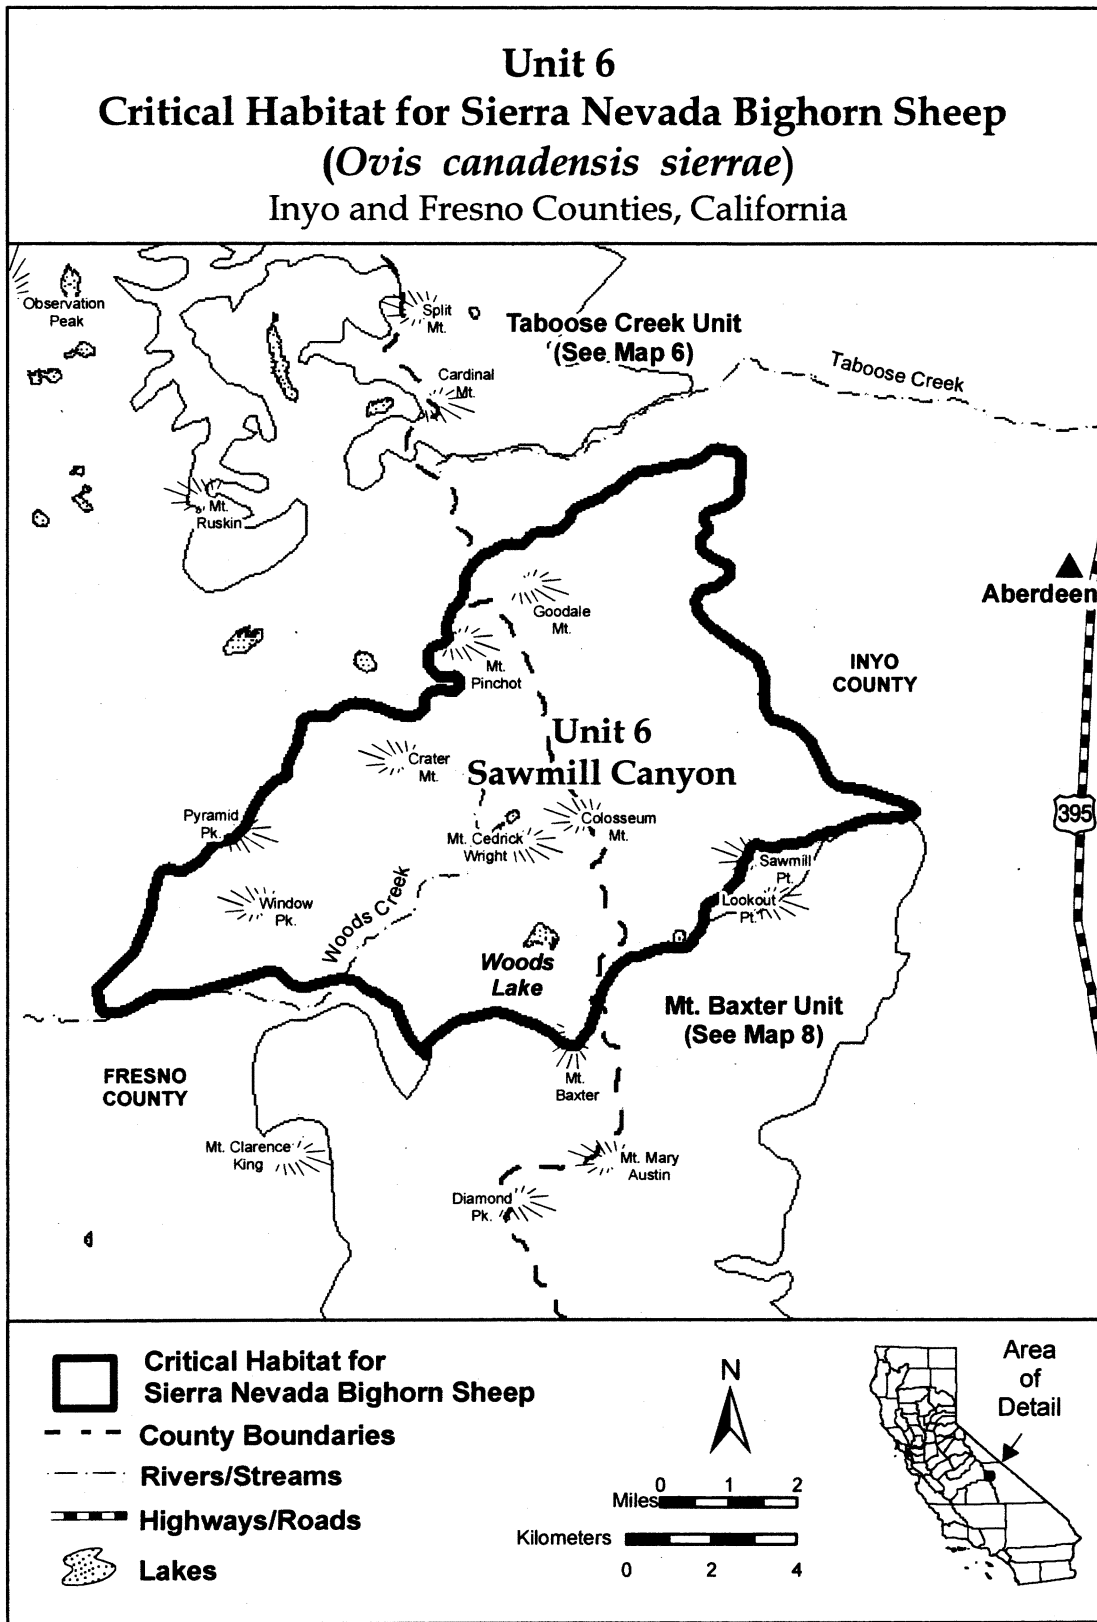 Unit 6
Critical Habitat for Sierra Nevada Bighorn Sheep
(Ovis canadensis sierrae)
Inyo and Fresno Counties, California
Observation
Peak
Split
Mt.
Taboose Creek Unit
(See Map 6)
Taboose Creek
Cardinal
Mt.
Mt.
Ruskin
Aberdeen
Goodale
Mt.
Mt.
Pinchot
INYO
COUNTY
Unit 6
Sawmill Canyon
Crater
Mt.
395
Pyramid
Pk.
Colosseum
Mt.
Mt. Cedrick
Wright
Sawmill
Pt.
Window
Pk.
Lookout
Pt.
Woods Creek
Woods
Lake
Mt. Baxter Unit
(See Map 8)
FRESNO
COUNTY
Mt.
Baxter
Mt. Clarence
King
Mt. Mary
Austin
Diamond
Pk.
Critical Habitat for
Sierra Nevada Bighorn Sheep
County Boundaries
Rivers/Streams
Highways/Roads
Lakes
N
0 1 2
Miles
Kilometers
0 2 4
Area
of
Detail